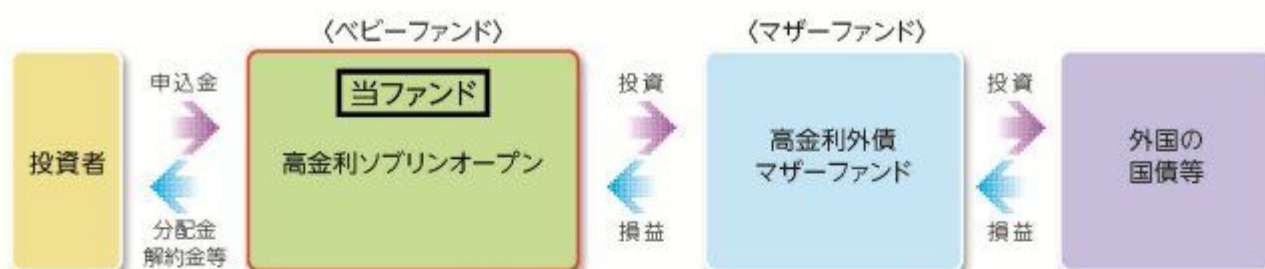 〈ベビーファンド〉
〈マザーファンド〉
投資者
申込金
分配金
解約金等
当ファンド
高金利ソブリンオープン
投資
損益
高金利外債
マザーファンド
投資
損益
外国の
国債等